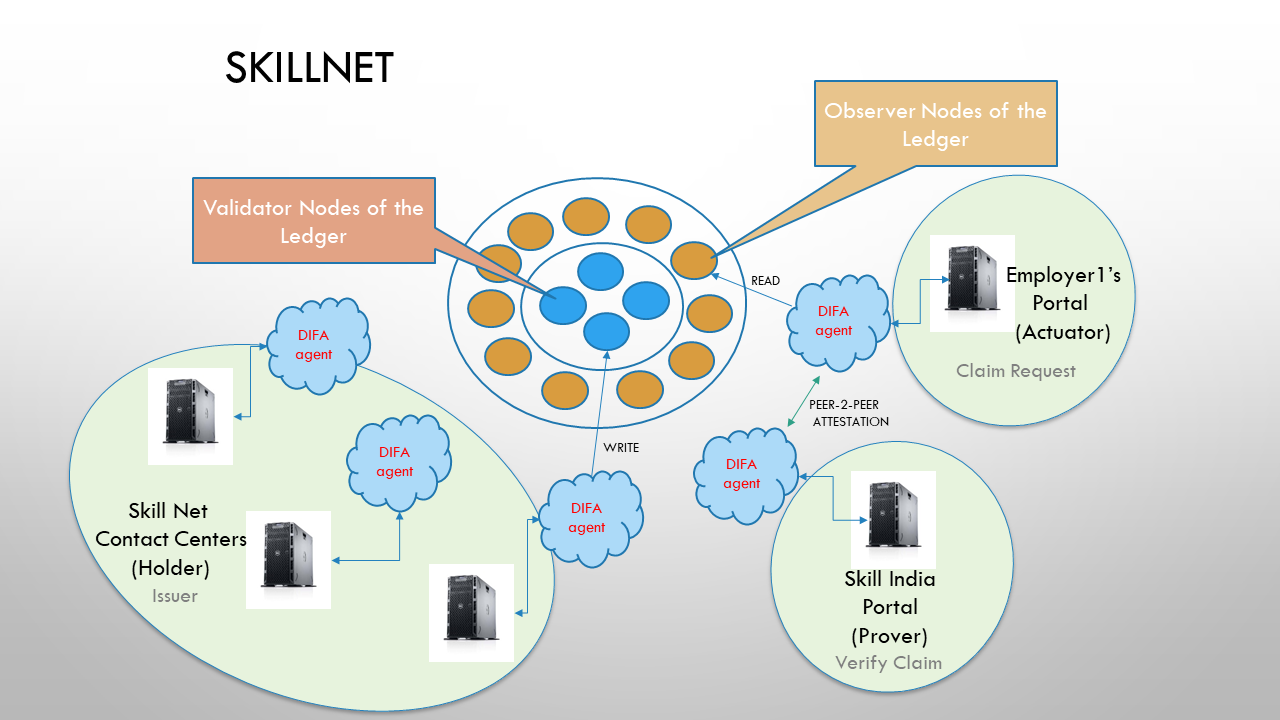 SKILLNET
Observer Nodes of the
Ledger
Validator Nodes of the
Ledger
READ
Employer1's
Portal
(Actuator)
Claim Request
DIFA
agent
DIFA
agent
PEER-2-PEER
ATTESTATION
DIFA
agent
WRITE
DIFA
agent
DIFA
agent
Skill Net
Contact Centers
(Holder)
Issuer
Skill India
Portal
(Prover)
Verify Claim